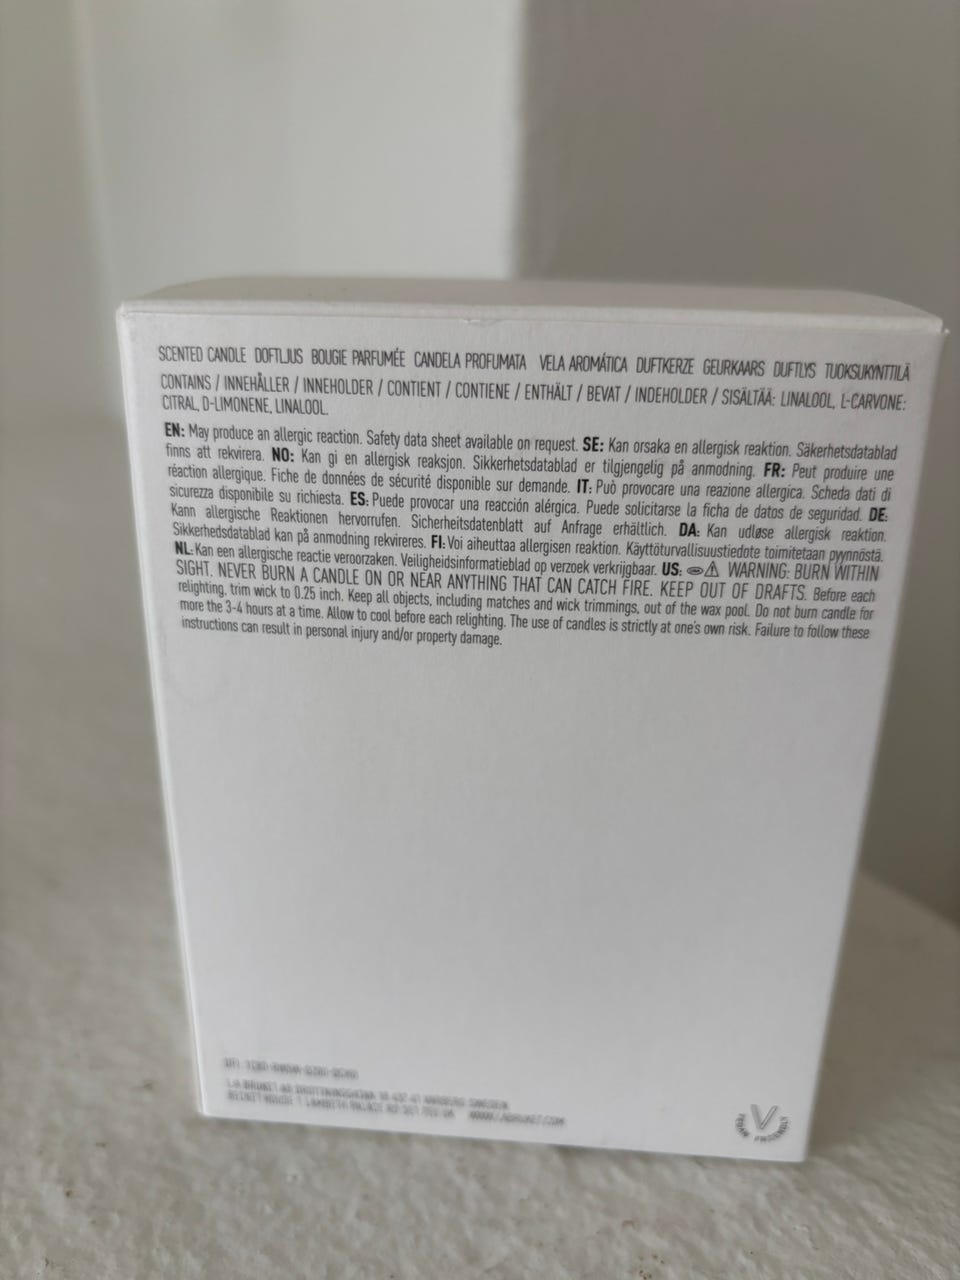 SCENTED CANDLE DOFTLJUS BOUGIE PARFUMÉE CANDELA PROFUMATA VELA AROMÁTICA DUFTKERZE GEURKAARS DUFTLYS TUOKSUKYNTTILÄ
CONTAINS / INNEHÅLLER / INNEHOLDER / CONTIENT / CONTIENE / ENTHÄLT / BEVAT / INDEHOLDER / SISÄLTÄÄ: LINALOOL, L-CARVONE:
CITRAL, D-LIMONENE, LINALOOL.
EN: May produce an allergic reaction. Safety data sheet available on request. SE: Kan orsaka en allergisk reaktion. Säkerhetsdatablad
finns att rekvirera. NO: Kan gi en allergisk reaksjon. Sikkerhetsdatablad er tilgjengelig på anmodning. FR: Peut produire une
réaction allergique. Fiche de données de sécurité disponible sur demande. IT: Può provocare una reazione allergica. Scheda dati di
sicurezza disponibile su richiesta. ES: Puede provocar una reacción alérgica. Puede solicitarse la ficha de datos de seguridad. DE:
Kann allergische Reaktionen hervorrufen. Sicherheitsdatenblatt auf Anfrage erhältlich. DA: Kan udløse allergisk reaktion.
Sikkerhedsdatablad kan på anmodning rekvireres. FI: Voi aiheuttaa allergisen reaktion. Käyttöturvallisuustiedote toimitetaan pyynnöstä.
NL: Kan een allergische reactie veroorzaken. Veiligheidsinformatieblad op verzoek verkrijgbaar. US: WARNING: BURN WITHIN
SIGHT. NEVER BURN A CANDLE ON OR NEAR ANYTHING THAT CAN CATCH FIRE. KEEP OUT OF DRAFTS. Before each
relighting, trim wick to 0.25 inch. Keep all objects, including matches and wick trimmings, out of the wax pool. Do not burn candle for
more the 3-4 hours at a time. Allow to cool before each relighting. The use of candles is strictly at one's own risk. Failure to follow these
instructions can result in personal injury and/or property damage.
SWEDEN
VEGAN FRIENDLY